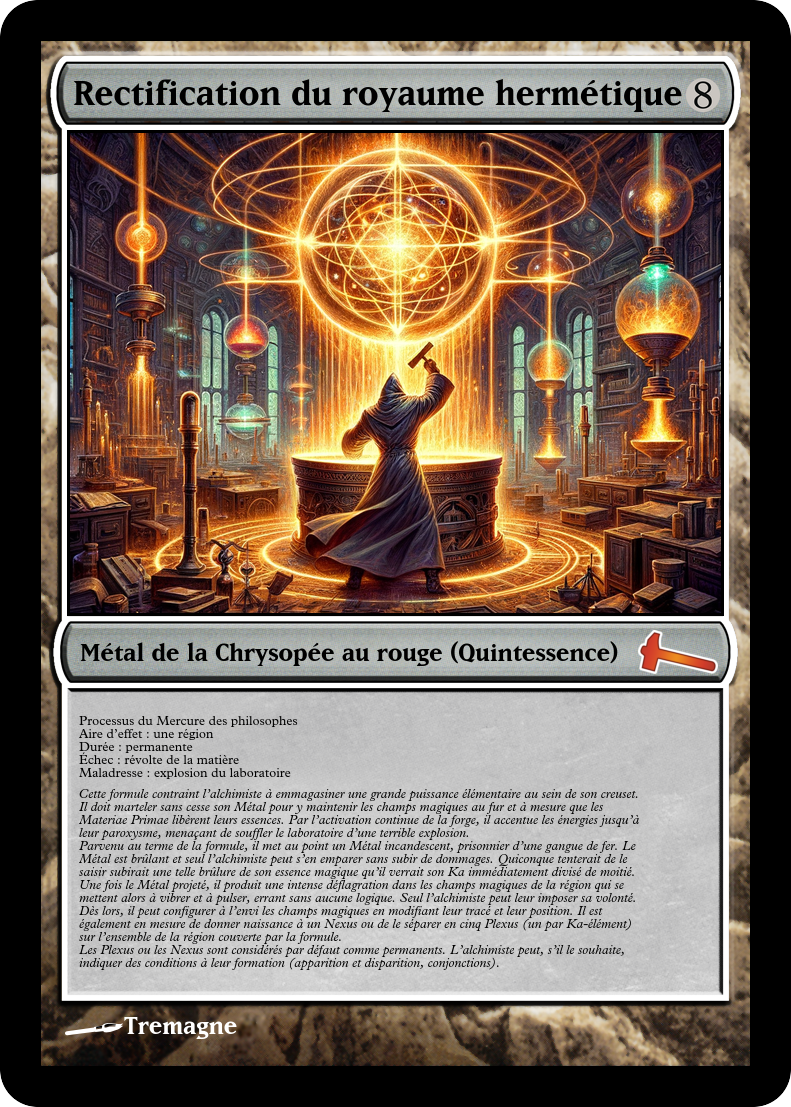 Rectification du royaume hermétique 8
Métal de la Chrysopée au rouge (Quintessence)
Processus du Mercure des philosophes
Aire d'effet : une région
Durée : permanente
Échec : révolte de la matière
Maladresse : explosion du laboratoire
Cette formule contraint l'alchimiste à emmagasiner une grande puissance élémentaire au sein de son creuset.
Il doit marteler sans cesse son Métal pour y maintenir les champs magiques au fur et à mesure que les
Materiae Primae libèrent leurs essences. Par l'activation continue de la forge, il accentue les énergies jusqu'à
leur paroxysme, menaçant de souffler le laboratoire d'une terrible explosion.
Parvenu au terme de la formule, il met au point un Métal incandescent, prisonnier d'une gangue de fer. Le
Métal est brûlant et seul l'alchimiste peut s'en emparer sans subir de dommages. Quiconque tenterait de le
saisir subirait une telle brûlure de son essence magique qu'il verrait son Ka immédiatement divisé de moitié.
Une fois le Métal projeté, il produit une intense déflagration dans les champs magiques de la région qui se
mettent alors à vibrer et à pulser, errant sans aucune logique. Seul l'alchimiste peut leur imposer sa volonté.
Dès lors, il peut configurer à l'envi les champs magiques en modifiant leur tracé et leur position. Il est
également en mesure de donner naissance à un Nexus ou de le séparer en cinq Plexus (un par Ka-élément)
sur l'ensemble de la région couverte par la formule.
Les Plexus ou les Nexus sont considérés par défaut comme permanents. L'alchimiste peut, s'il le souhaite,
indiquer des conditions à leur formation (apparition et disparition, conjonctions).
Tremagne